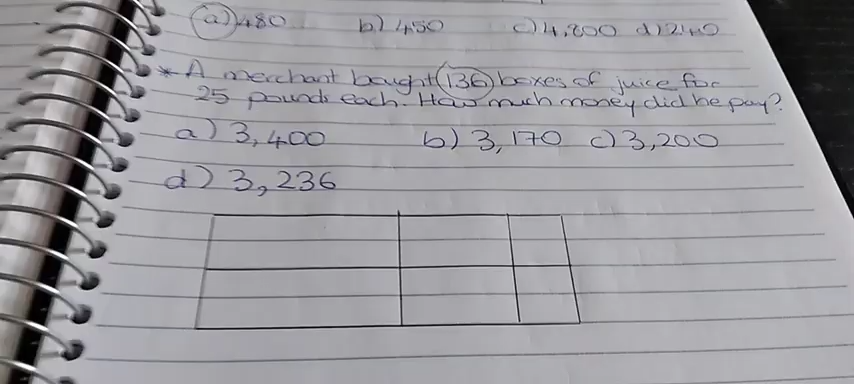 a) 480 b) 450 c) 4,800 d) 240
* A merchant bought 136 boxes of juice for
25 pounds each. How much money did he pay?
a) 3,400 b) 3,170 c) 3,200
d) 3,236